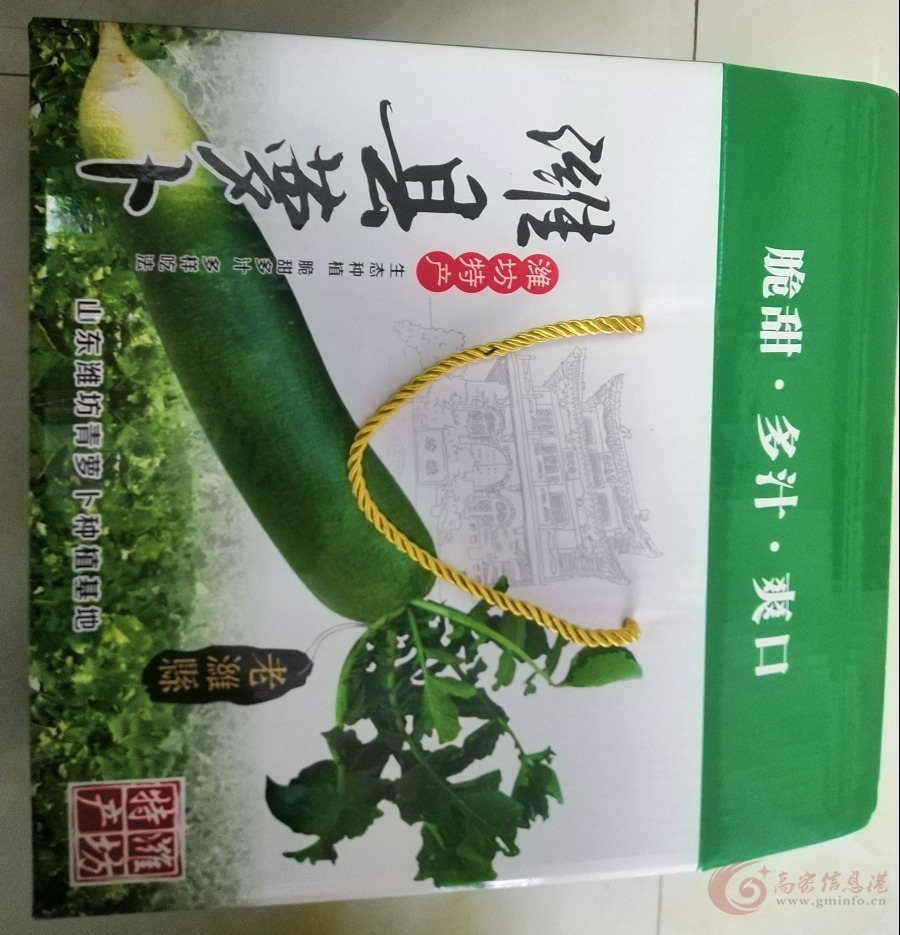 脆甜·多汁·爽口
潍县萝卜
潍坊特产
生态种植 脆甜多汁 多样吃法
山东潍坊青萝卜种植基地
老濰縣
潍坊特产
高密信息港
www.gminfo.cn